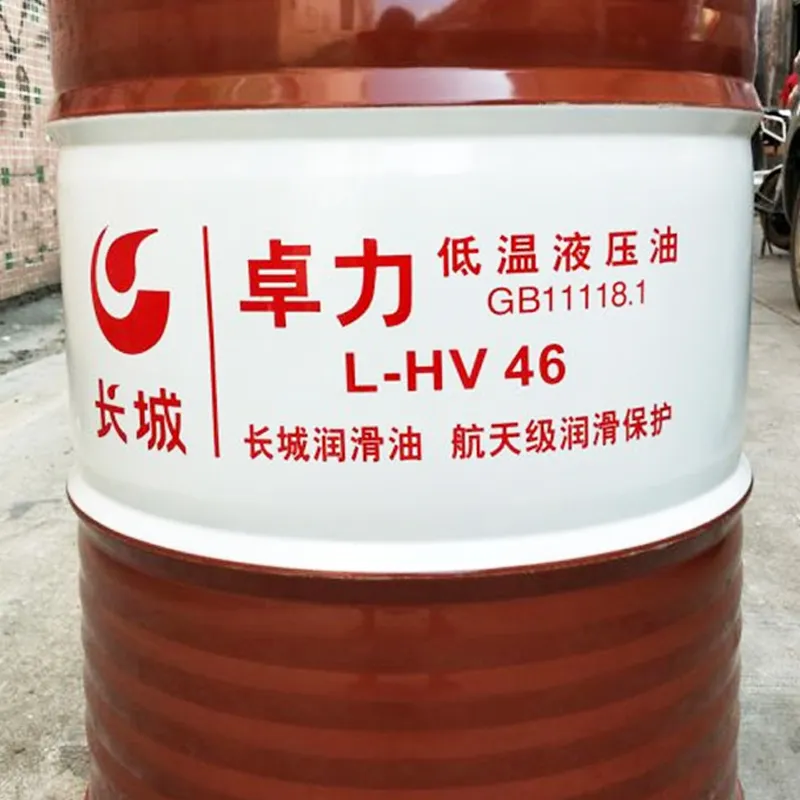 长城
卓力 低温液压油
GB11118.1
L-HV 46
长城润滑油 航天级润滑保护